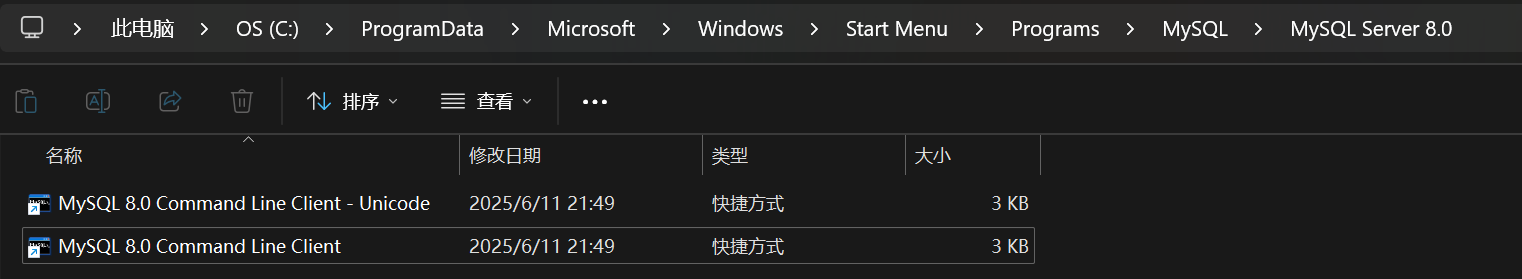 此电脑 OS (C:) ProgramData Microsoft Windows Start Menu Programs MySQL MySQL Server 8.0
排序 查看
名称 修改日期 类型 大小
MySQL 8.0 Command Line Client - Unicode 2025/6/11 21:49 快捷方式 3 KB
MySQL 8.0 Command Line Client 2025/6/11 21:49 快捷方式 3 KB